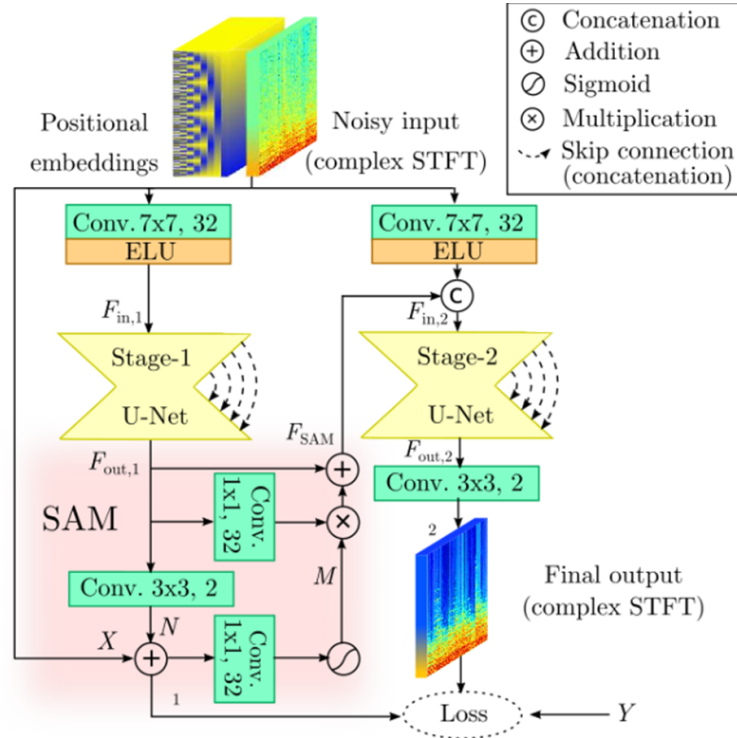 C Concatenation
+ Addition
Sigmoid
× Multiplication
Skip connection
(concatenation)
Positional
embeddings
Noisy input
(complex STFT)
Conv. 7x7, 32
ELU
Conv. 7x7, 32
ELU
C
F_in,1
F_in,2
Stage-1
U-Net
Stage-2
U-Net
F_out,1
F_SAM
F_out,2
+
Conv. 3x3, 2
SAM
Conv.
1x1, 32
×
2
Conv. 3x3, 2
M
Final output
(complex STFT)
X
N
+
Conv.
1x1, 32
1
Loss
Y